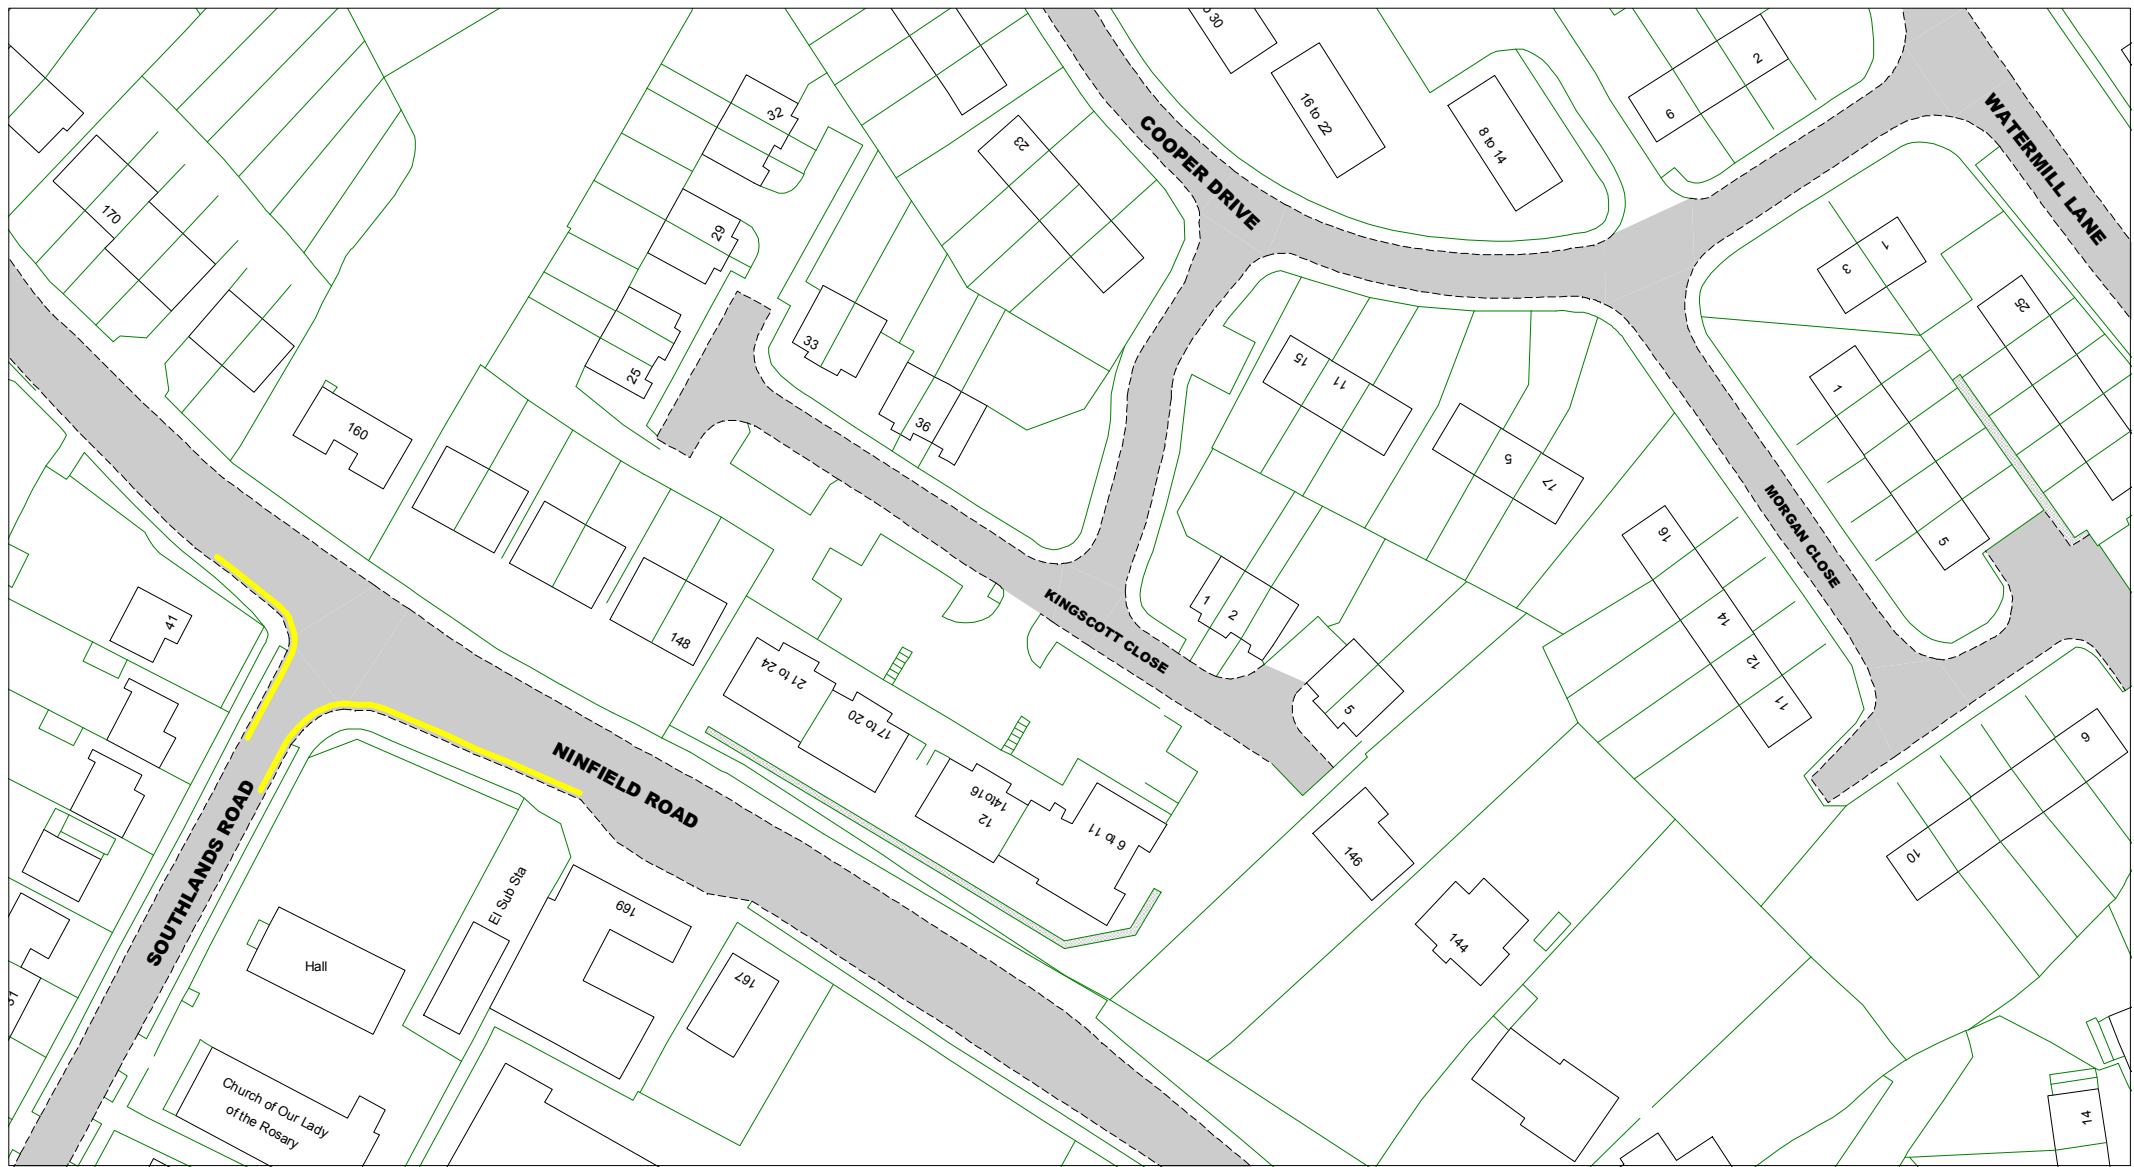 16 to 22
8 to 14
2
6
WATERMILL LANE
COOPER DRIVE
32
23
170
29
1
3
25
33
15
11
25
1
160
36
5
17
MORGAN CLOSE
16
5
KINGSCOTT CLOSE
1
2
41
148
14
12
11
21 to 24
17 to 20
5
9
NINFIELD ROAD
14to16
12
6 to 11
146
10
SOUTHLANDS ROAD
El Sub Sta
169
144
Hall
167
Church of Our Lady
of the Rosary
14